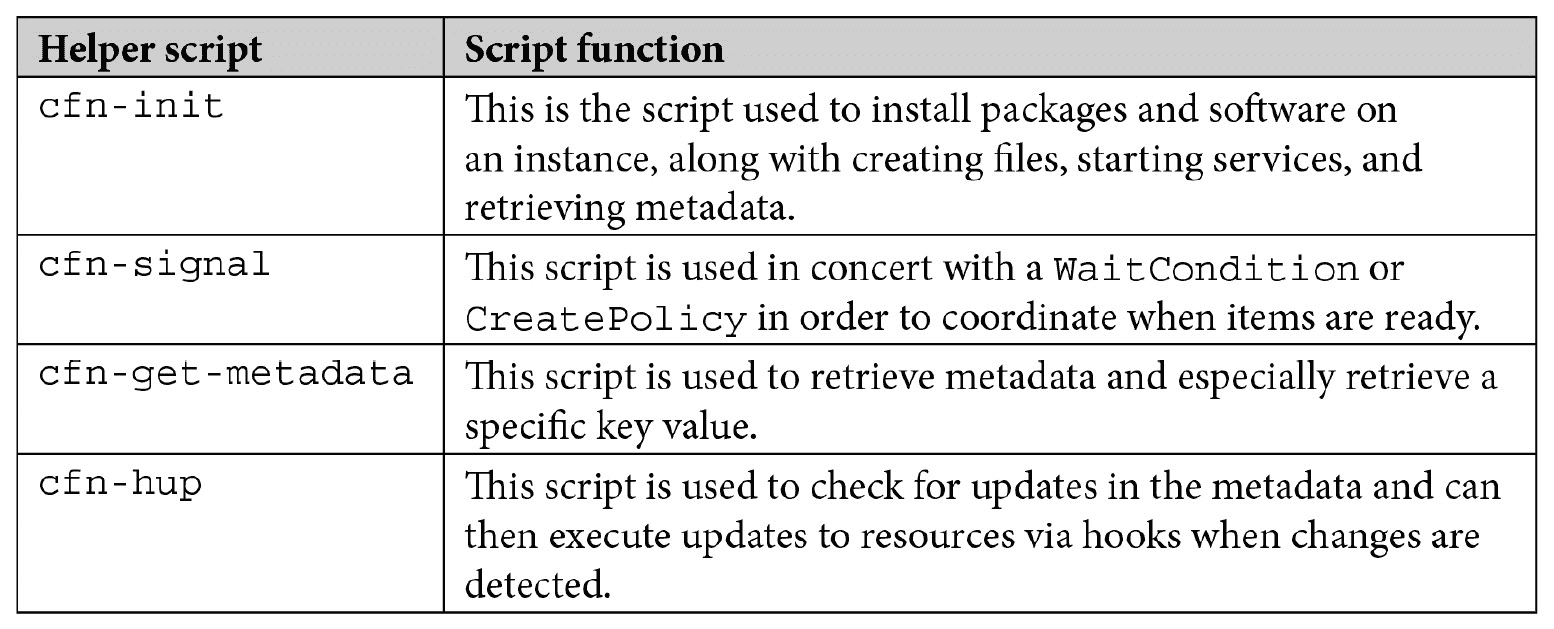 Helper script Script function
cfn-init This is the script used to install packages and software on
an instance, along with creating files, starting services, and
retrieving metadata.
cfn-signal This script is used in concert with a WaitCondition or
CreatePolicy in order to coordinate when items are ready.
cfn-get-metadata This script is used to retrieve metadata and especially retrieve a
specific key value.
cfn-hup This script is used to check for updates in the metadata and can
then execute updates to resources via hooks when changes are
detected.